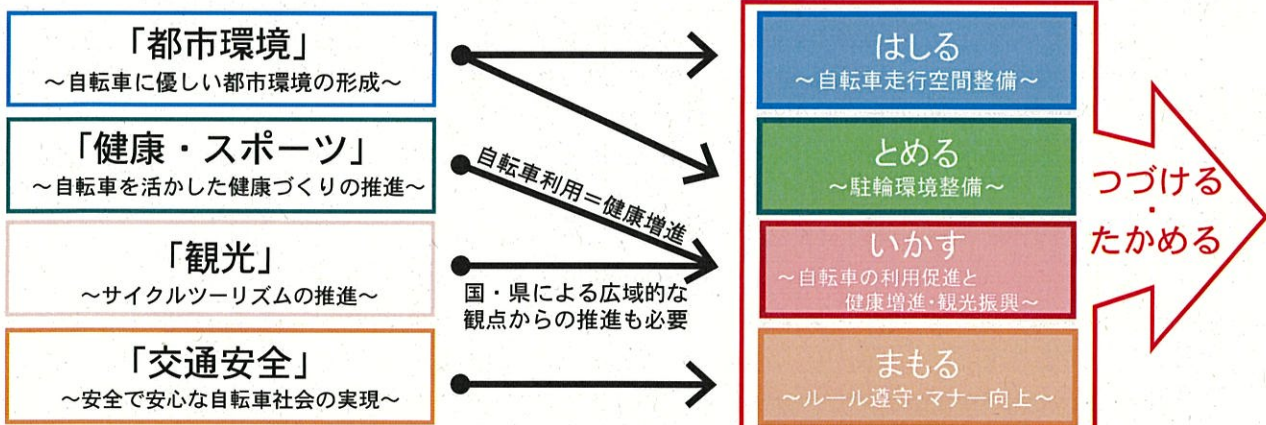 「都市環境」
～自転車に優しい都市環境の形成～
「健康・スポーツ」
～自転車を活かした健康づくりの推進～
「観光」
～サイクルツーリズムの推進～
「交通安全」
～安全で安心な自転車社会の実現～
自転車利用＝健康増進
国・県による広域的な
観点からの推進も必要
はしる
～自転車走行空間整備～
とめる
～駐輪環境整備～
いかす
～自転車の利用促進と
健康増進・観光振興～
まもる
～ルール遵守・マナー向上～
つづける
・
たかめる